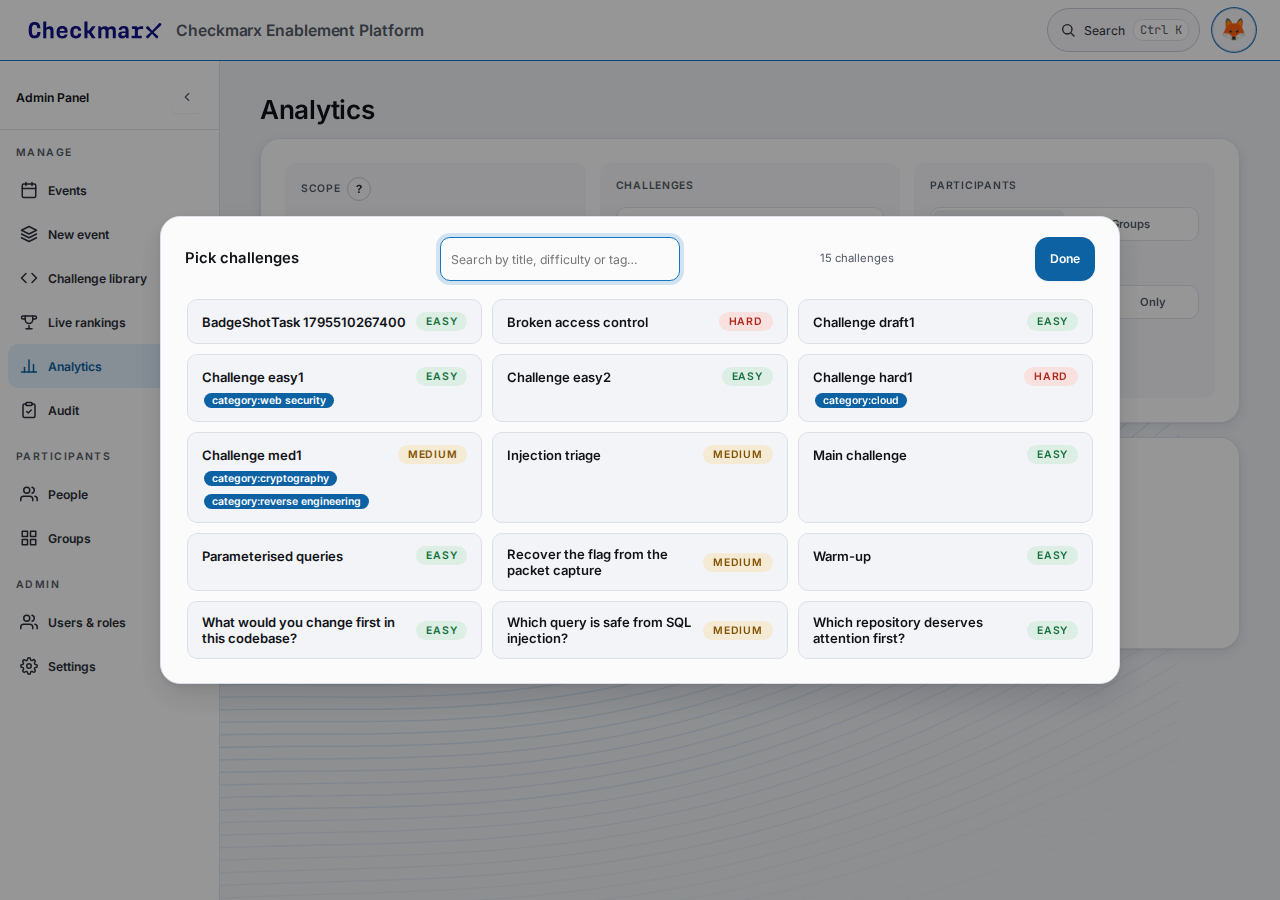 Checkmarx Checkmarx Enablement Platform
Search Ctrl K
Admin Panel
MANAGE
Events
New event
Challenge library
Live rankings
Analytics
Audit
PARTICIPANTS
People
Groups
ADMIN
Users & roles
Settings
Analytics
SCOPE ?
CHALLENGES
PARTICIPANTS
Groups
Only
Pick challenges
Search by title, difficulty or tag...
15 challenges
Done
BadgeShotTask 1795510267400 EASY
Broken access control HARD
Challenge draft1 EASY
Challenge easy1 EASY
category:web security
Challenge easy2 EASY
Challenge hard1 HARD
category:cloud
Challenge med1 MEDIUM
category:cryptography
category:reverse engineering
Injection triage MEDIUM
Main challenge EASY
Parameterised queries EASY
Recover the flag from the
packet capture
MEDIUM
Warm-up EASY
What would you change first in
this codebase?
EASY
Which query is safe from SQL
injection?
MEDIUM
Which repository deserves
attention first?
EASY